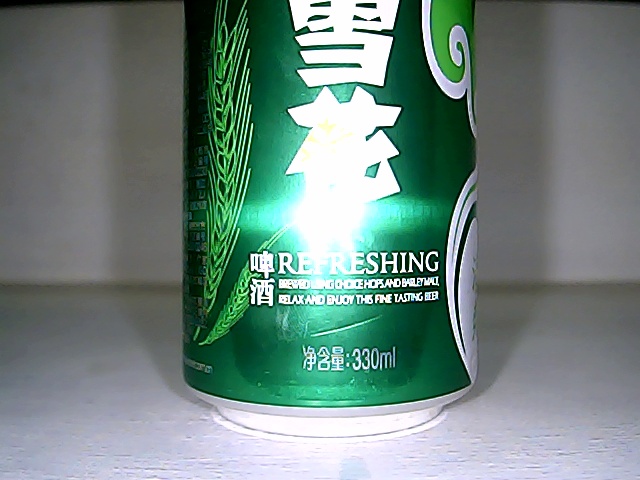 雪
花
啤酒
REFRESHING
BREWED USING CHOICE HOPS AND BARLEY MALT,
RELAX AND ENJOY THIS FINE TASTING BEER
净含量:330ml